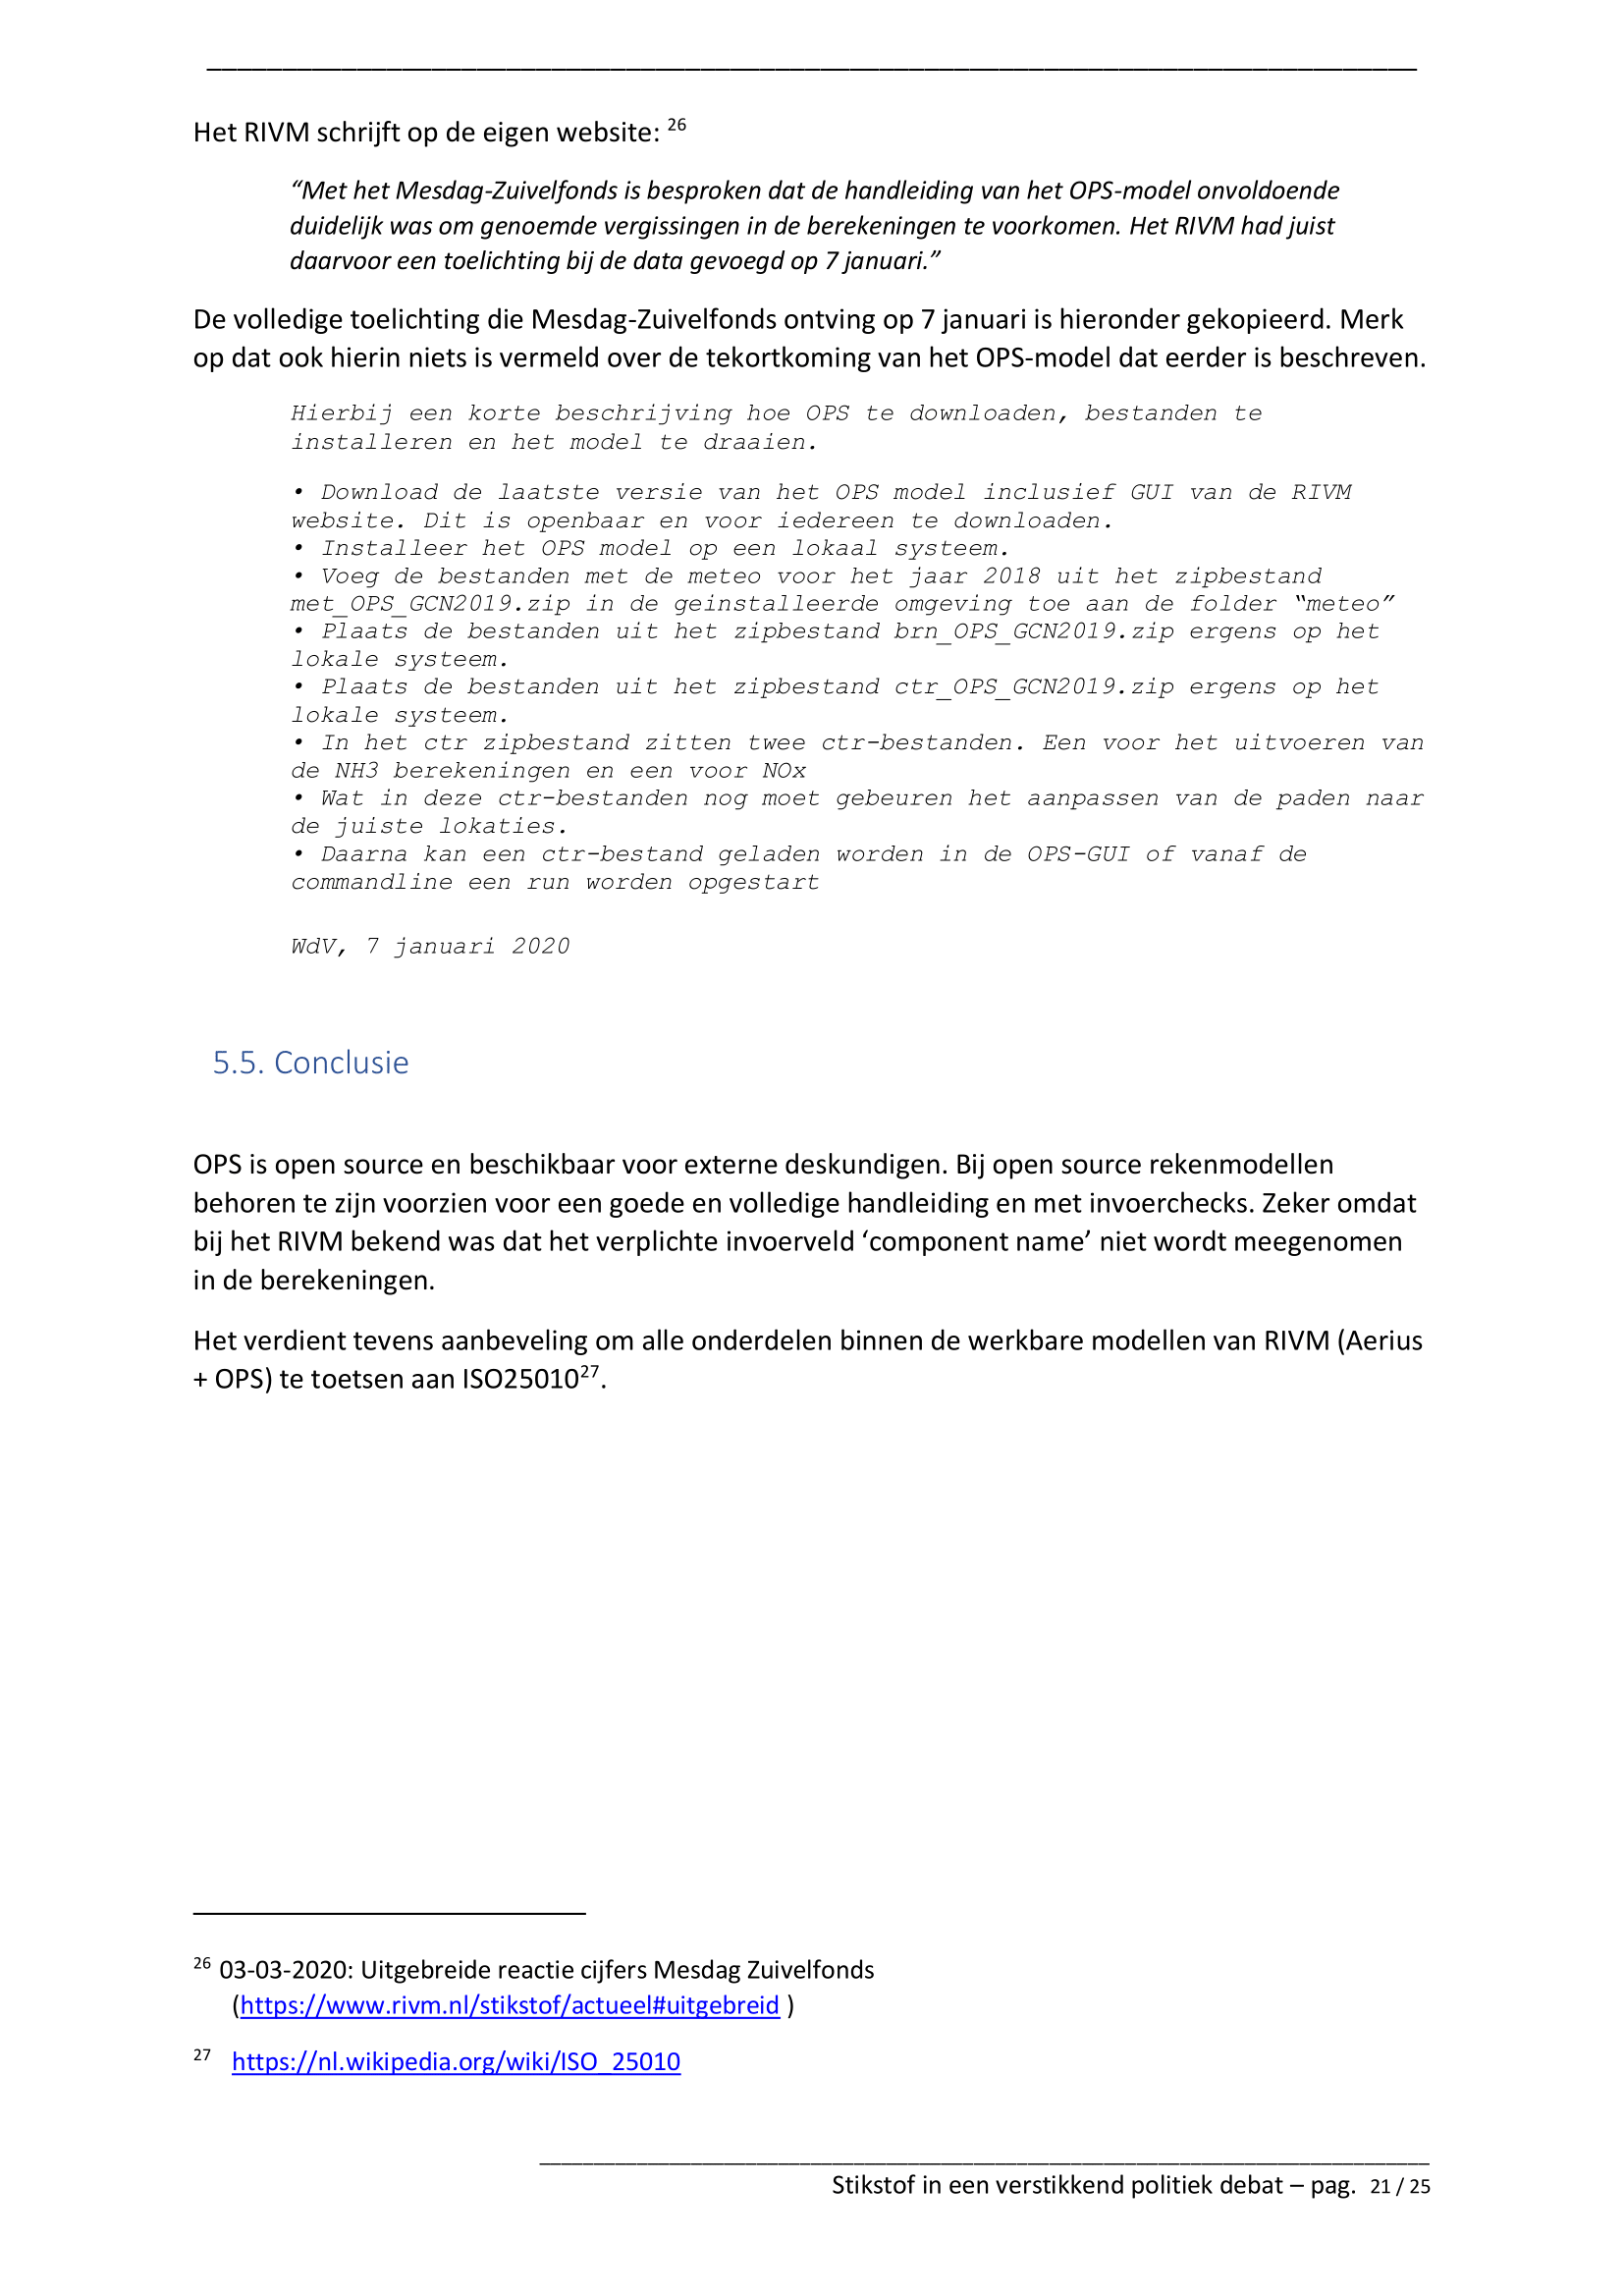 Het RIVM schrijft op de eigen website: 26
“Met het Mesdag-Zuivelfonds is besproken dat de handleiding van het OPS-model onvoldoende
duidelijk was om genoemde vergissingen in de berekeningen te voorkomen. Het RIVM had juist
daarvoor een toelichting bij de data gevoegd op 7 januari.”
De volledige toelichting die Mesdag-Zuivelfonds ontving op 7 januari is hieronder gekopieerd. Merk
op dat ook hierin niets is vermeld over de tekortkoming van het OPS-model dat eerder is beschreven.
Hierbij een korte beschrijving hoe OPS te downloaden, bestanden te
installeren en het model te draaien.
• Download de laatste versie van het OPS model inclusief GUI van de RIVM
website. Dit is openbaar en voor iedereen te downloaden.
• Installeer het OPS model op een lokaal systeem.
• Voeg de bestanden met de meteo voor het jaar 2018 uit het zipbestand
met_OPS_GCN2019.zip in de geinstalleerde omgeving toe aan de folder “meteo”
• Plaats de bestanden uit het zipbestand brn_OPS_GCN2019.zip ergens op het
lokale systeem.
• Plaats de bestanden uit het zipbestand ctr_OPS_GCN2019.zip ergens op het
lokale systeem.
• In het ctr zipbestand zitten twee ctr-bestanden. Een voor het uitvoeren van
de NH3 berekeningen en een voor NOx
• Wat in deze ctr-bestanden nog moet gebeuren het aanpassen van de paden naar
de juiste lokaties.
• Daarna kan een ctr-bestand geladen worden in de OPS-GUI of vanaf de
commandline een run worden opgestart
WdV, 7 januari 2020
5.5. Conclusie
OPS is open source en beschikbaar voor externe deskundigen. Bij open source rekenmodellen
behoren te zijn voorzien voor een goede en volledige handleiding en met invoerchecks. Zeker omdat
bij het RIVM bekend was dat het verplichte invoerveld ‘component name’ niet wordt meegenomen
in de berekeningen.
Het verdient tevens aanbeveling om alle onderdelen binnen de werkbare modellen van RIVM (Aerius
+ OPS) te toetsen aan ISO2501027.
26 03-03-2020: Uitgebreide reactie cijfers Mesdag Zuivelfonds
(https://www.rivm.nl/stikstof/actueel#uitgebreid )
27 https://nl.wikipedia.org/wiki/ISO_25010
Stikstof in een verstikkend politiek debat – pag. 21 / 25